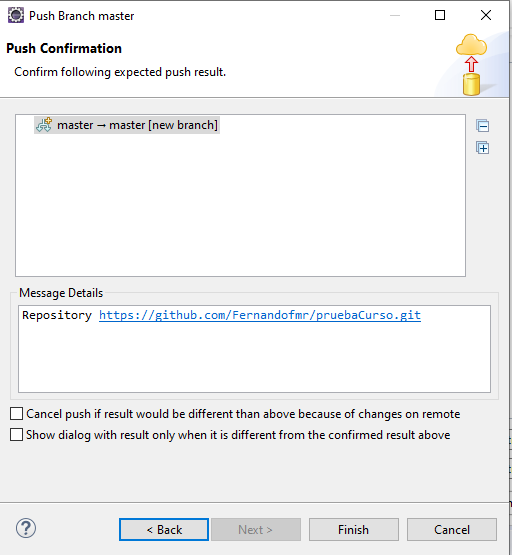 Push Branch master
Push Confirmation
Confirm following expected push result.
master → master [new branch]
Message Details
Repository https://github.com/Fernandofmr/pruebaCurso.git
Cancel push if result would be different than above because of changes on remote
Show dialog with result only when it is different from the confirmed result above
?
< Back
Next >
Finish
Cancel